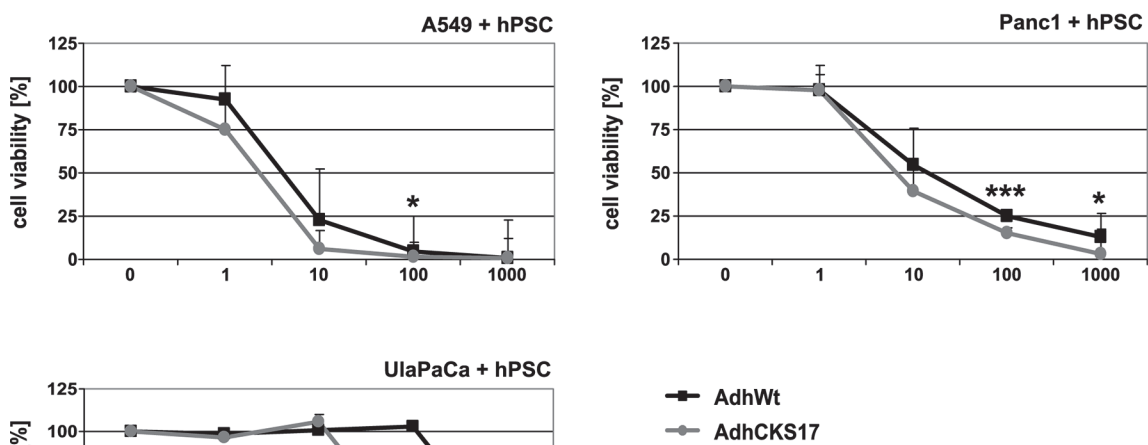 A549 + hPSC
cell viability [%]
125
100
75
50
25
0
*
0 1 10 100 1000
Panc1 + hPSC
cell viability [%]
125
100
75
50
25
0
***
*
0 1 10 100 1000
UlaPaCa + hPSC
%]
125
100
AdhWt
AdhCKS17